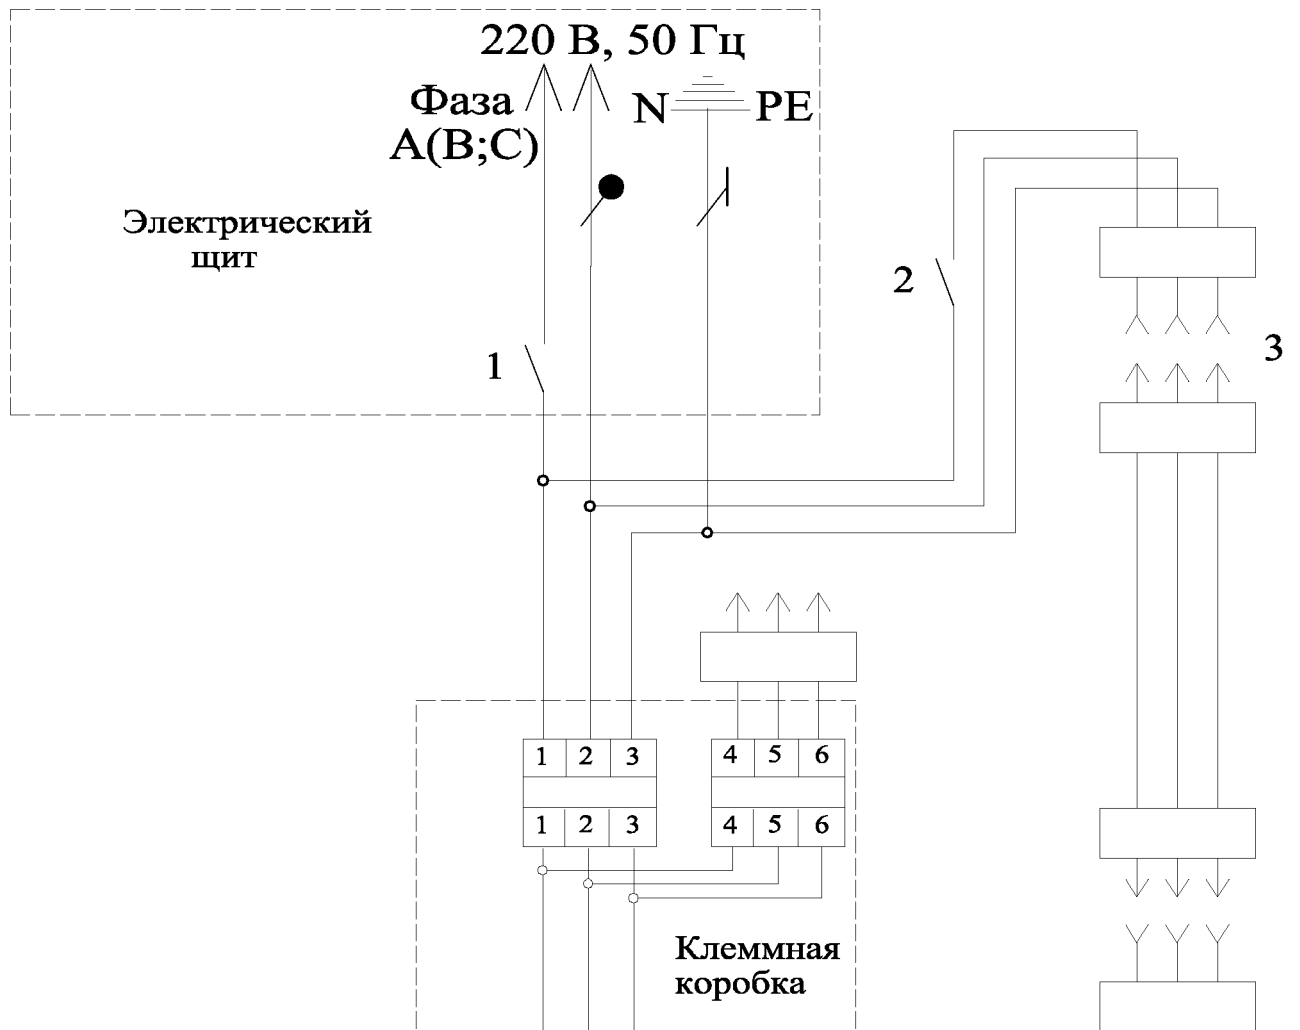 220 В, 50 Гц
Фаза N PE
А(В;С)
Электрический
щит
2
1
3
1 2 3 4 5 6
1 2 3 4 5 6
Клеммная
коробка